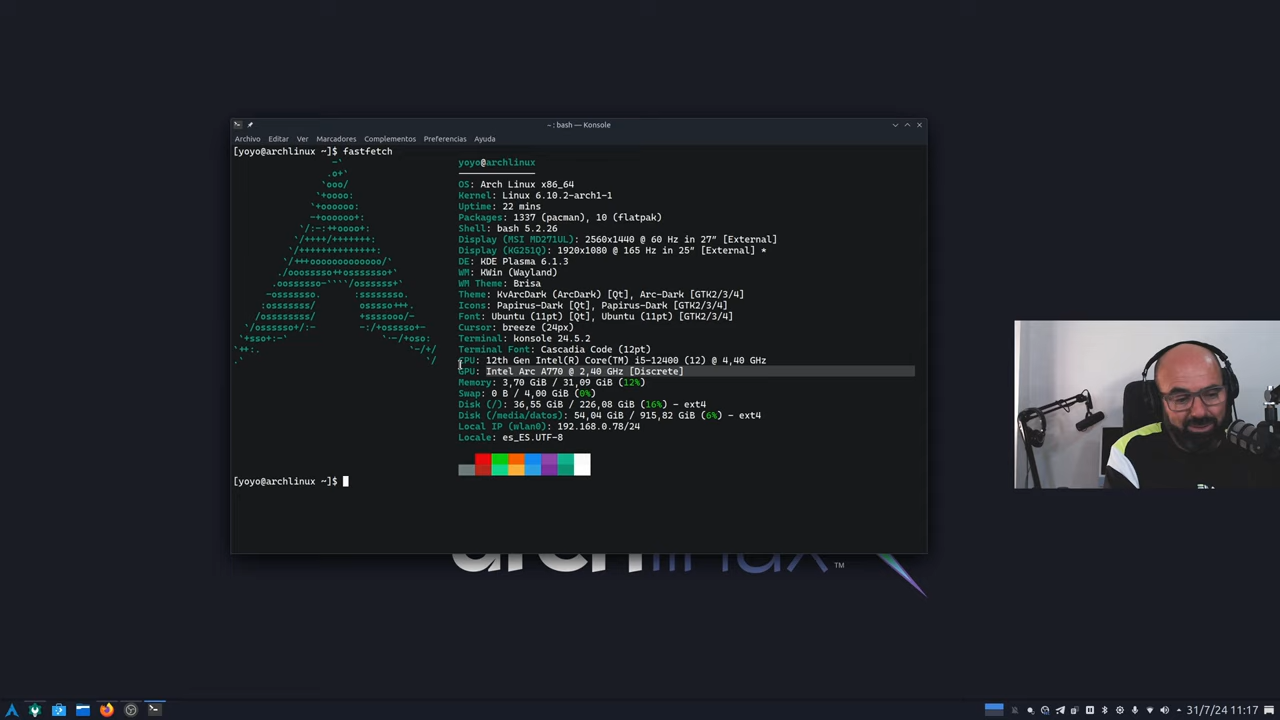 ~ : bash — Konsole
Archivo Editar Ver Marcadores Complementos Preferencias Ayuda
[yoyo@archlinux ~]$ fastfetch
yoyo@archlinux
OS: Arch Linux x86_64
Kernel: Linux 6.10.2-arch1-1
Uptime: 22 mins
Packages: 1337 (pacman), 10 (flatpak)
Shell: bash 5.2.26
Display (MSI MD271UL): 2560x1440 @ 60 Hz in 27” [External]
Display (KG251Q): 1920x1080 @ 165 Hz in 25” [External] *
DE: KDE Plasma 6.1.3
WM: KWin (Wayland)
WM Theme: Brisa
Theme: KvArcDark (ArcDark) [Qt], Arc-Dark [GTK2/3/4]
Icons: Papirus-Dark [Qt], Papirus-Dark [GTK2/3/4]
Font: Ubuntu (11pt) [Qt], Ubuntu (11pt) [GTK2/3/4]
Cursor: breeze (24px)
Terminal: konsole 24.5.2
Terminal Font: Cascadia Code (12pt)
CPU: 12th Gen Intel(R) Core(TM) i5-12400 (12) @ 4,40 GHz
GPU: Intel Arc A770 @ 2,40 GHz [Discrete]
Memory: 3,70 GiB / 31,09 GiB (12%)
Swap: 0 B / 4,00 GiB (0%)
Disk (/): 36,55 GiB / 226,08 GiB (16%) - ext4
Disk (/media/datos): 54,04 GiB / 915,82 GiB (6%) - ext4
Local IP (wlan0): 192.168.0.78/24
Locale: es_ES.UTF-8
[yoyo@archlinux ~]$
archlinux TM
31/7/24 11:17